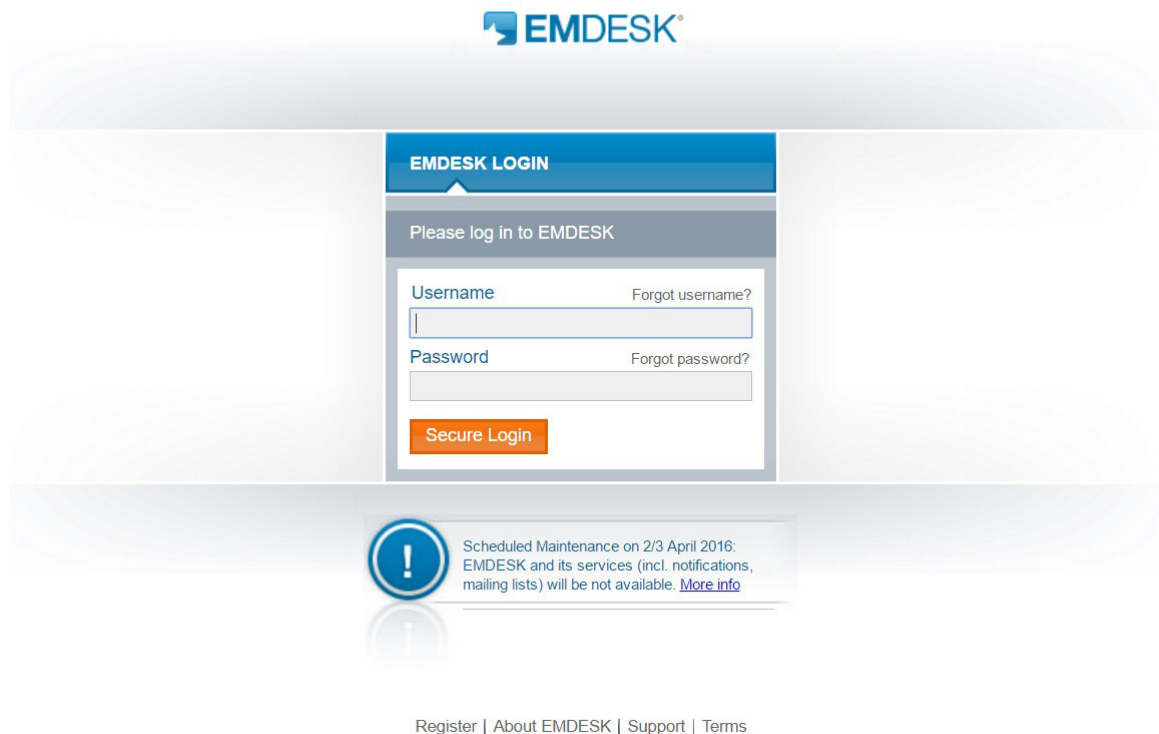 EMDESK®
EMDESK LOGIN
Please log in to EMDESK
Username Forgot username?
Password Forgot password?
Secure Login
! Scheduled Maintenance on 2/3 April 2016:
EMDESK and its services (incl. notifications,
mailing lists) will be not available. More info
Register | About EMDESK | Support | Terms